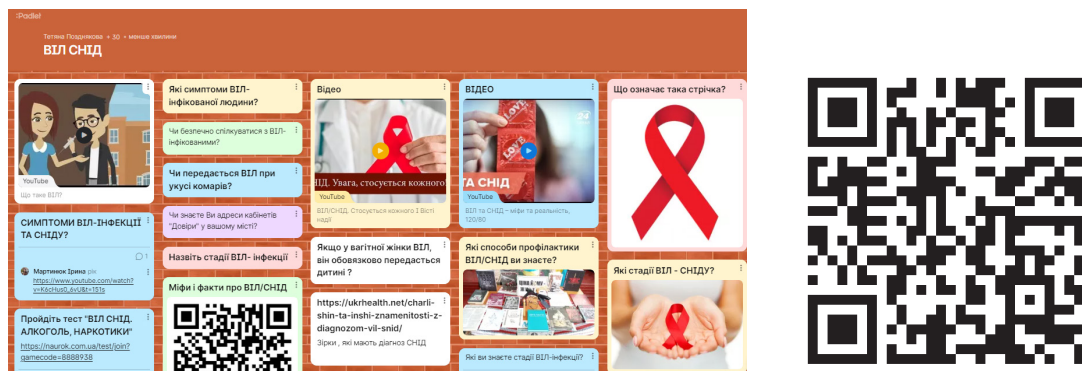 :Padlet
Тетяна Позднякова + 30 • менше хвилини
ВІЛ СНІД
YouTube
Що таке ВІЛ?
СИМПТОМИ ВІЛ-ІНФЕКЦІЇ
ТА СНІДУ?
1
Мартинюк Ірина рік
https://www.youtube.com/watch?
v=K6cHus0_6vU&t=151s
Пройдіть тест "ВІЛ СНІД.
АЛКОГОЛЬ, НАРКОТИКИ"
https://naurok.com.ua/test/join?
gamecode=8888938
Які симптоми ВІЛ-
інфікованої людини?
Чи безпечно спілкуватися з ВІЛ-
інфікованими?
Чи передається ВІЛ при
укусі комарів?
Чи знаєте Ви адреси кабінетів
"Довіри" у вашому місті?
Назвіть стадії ВІЛ- інфекції
Міфи і факти про ВІЛ/СНІД
Відео
НІД. Увага, стосується кожного
YouTube
ВІЛ/СНІД. Стосується кожного І Вісті
надії
Якщо у вагітної жінки ВІЛ,
він обовязково передасться
дитині ?
https://ukrhealth.net/charli-
shin-ta-inshi-znamenitosti-z-
diagnozom-vil-snid/
Зірки , які мають діагноз СНІД
ВІДЕО
LOVE
LOVE
24
ТА СНІД
YouTube
ВІЛ та СНІД – міфи та реальність,
120/80
Які способи профілактики
ВІЛ/СНІД ви знаєте?
Які ви знаєте стадії ВІЛ-інфекції?
Що означає така стрічка?
Які стадії ВІЛ - СНІДУ?